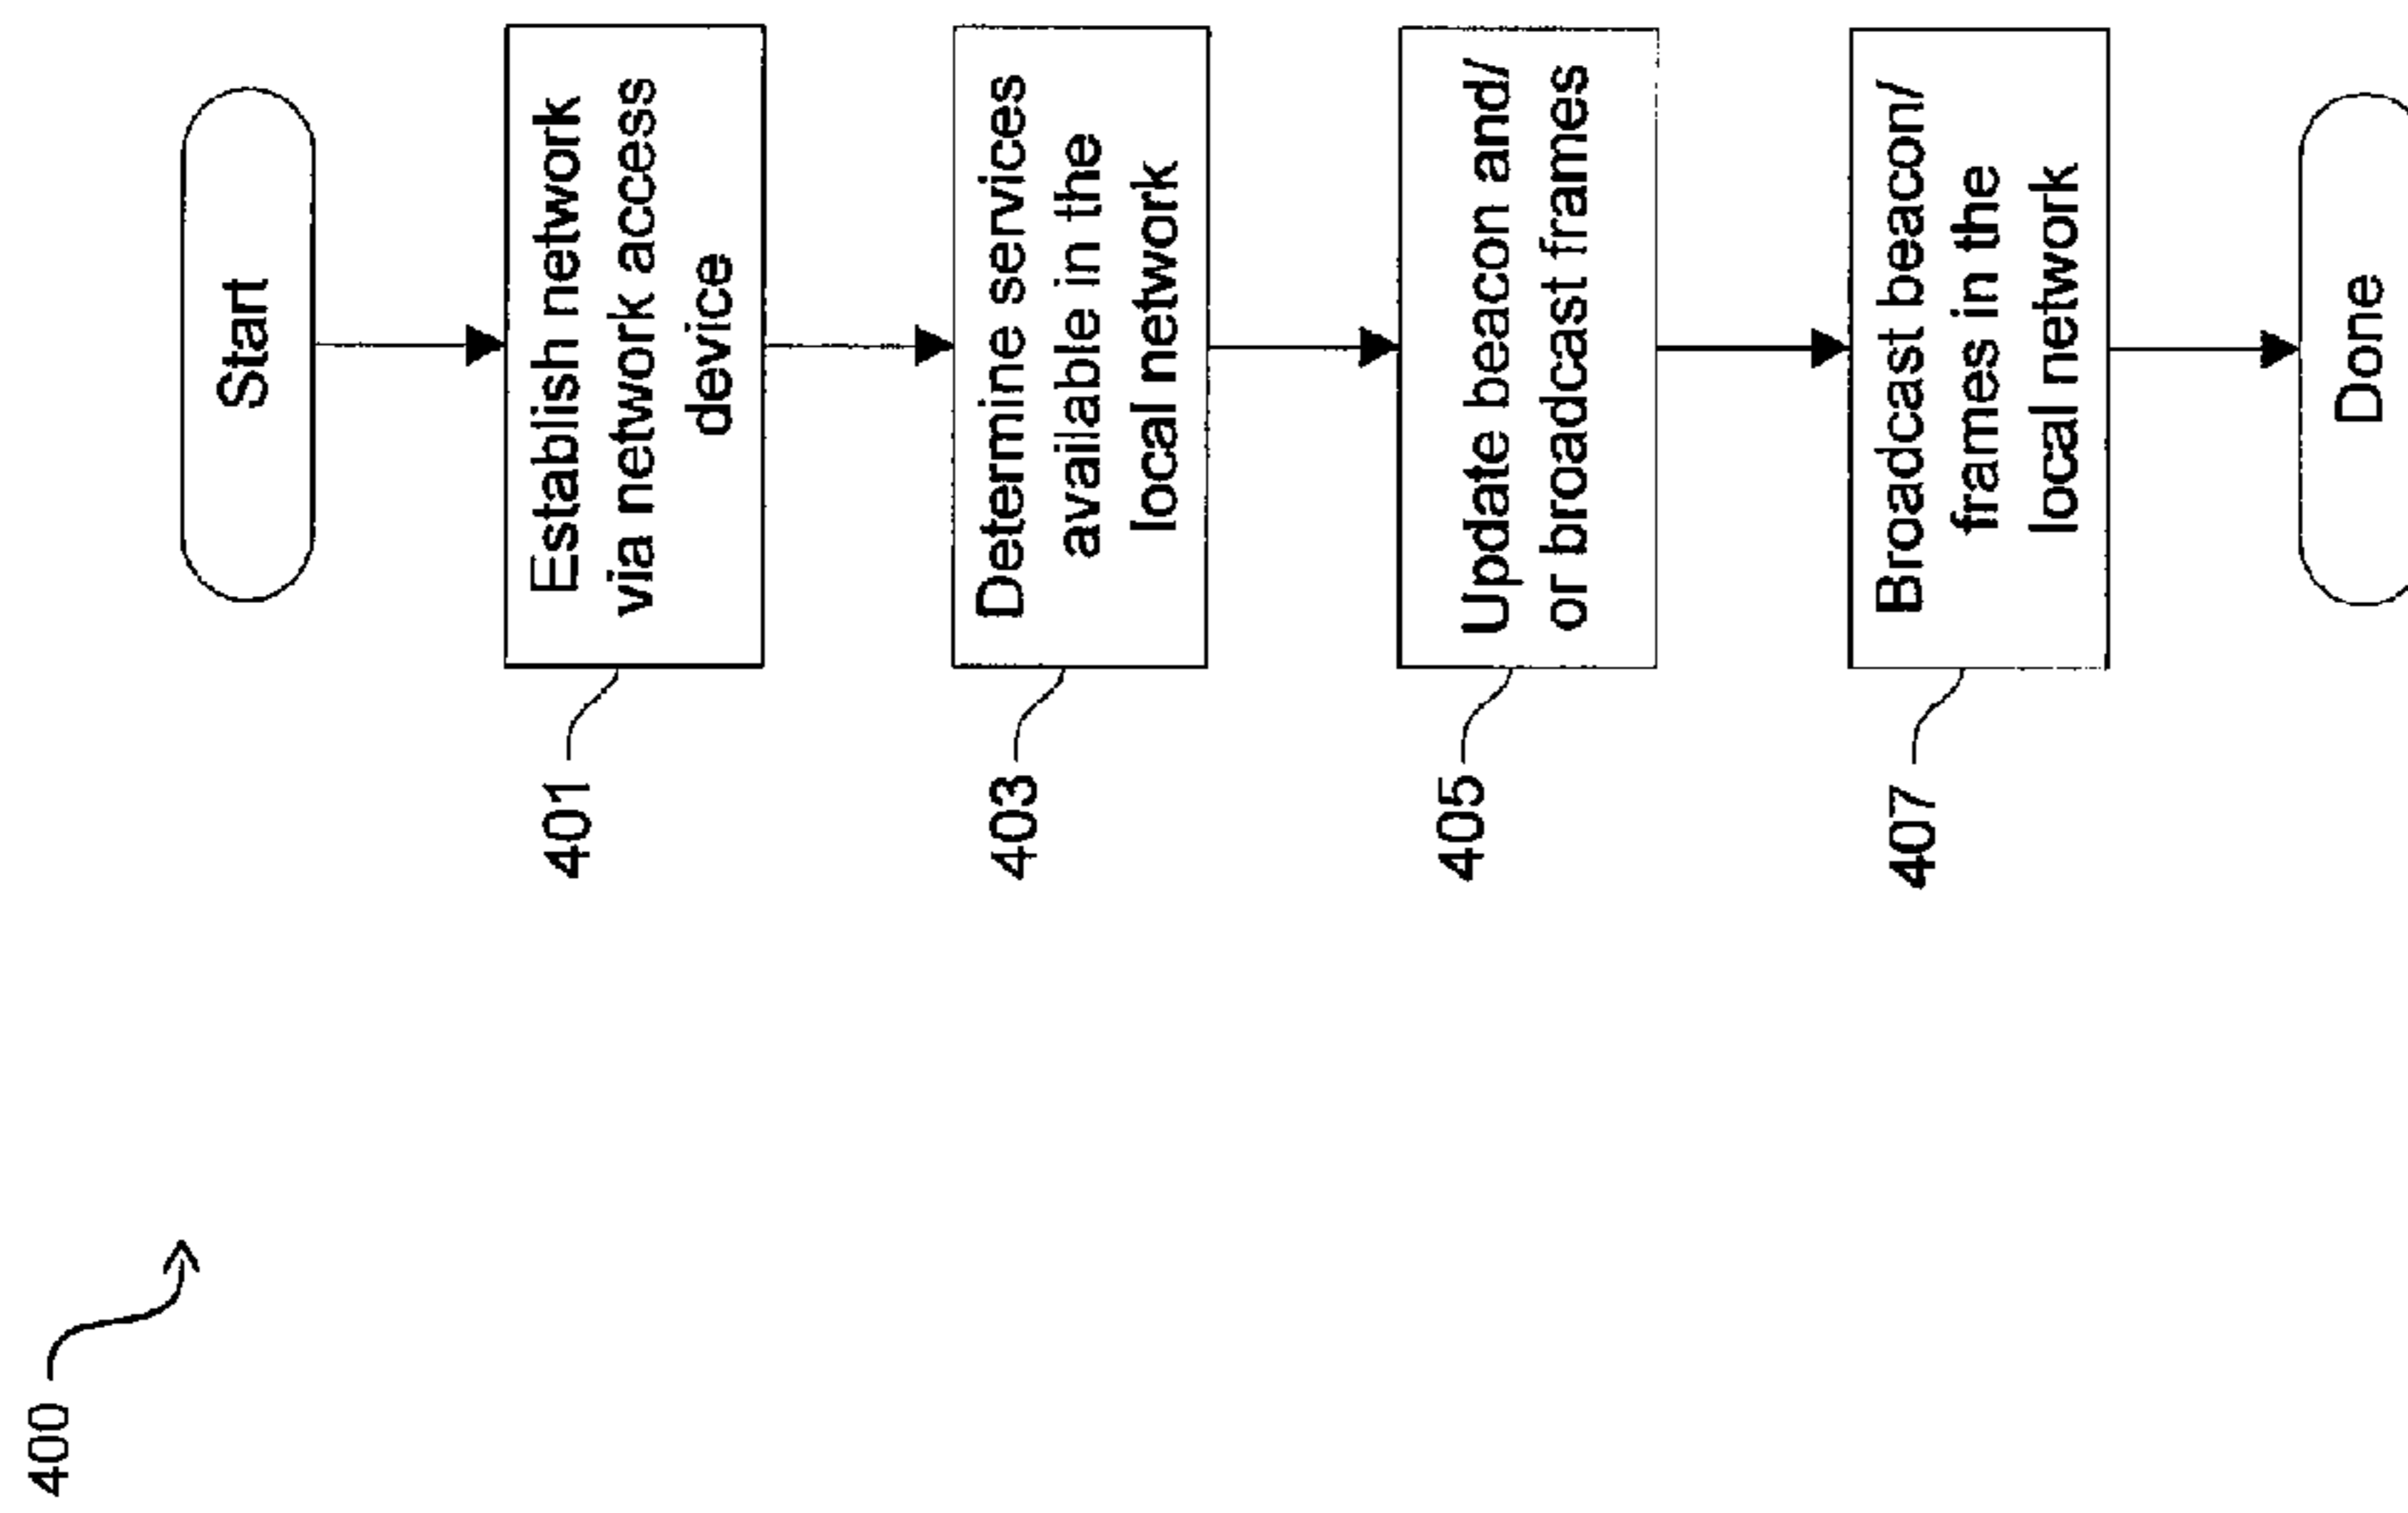 400
Start
Establish network
via network access
device
401
Determine services
available in the
local network
403
Update beacon and/
or broadcast frames
405
Broadcast beacon/
frames in the
local network
407
Done